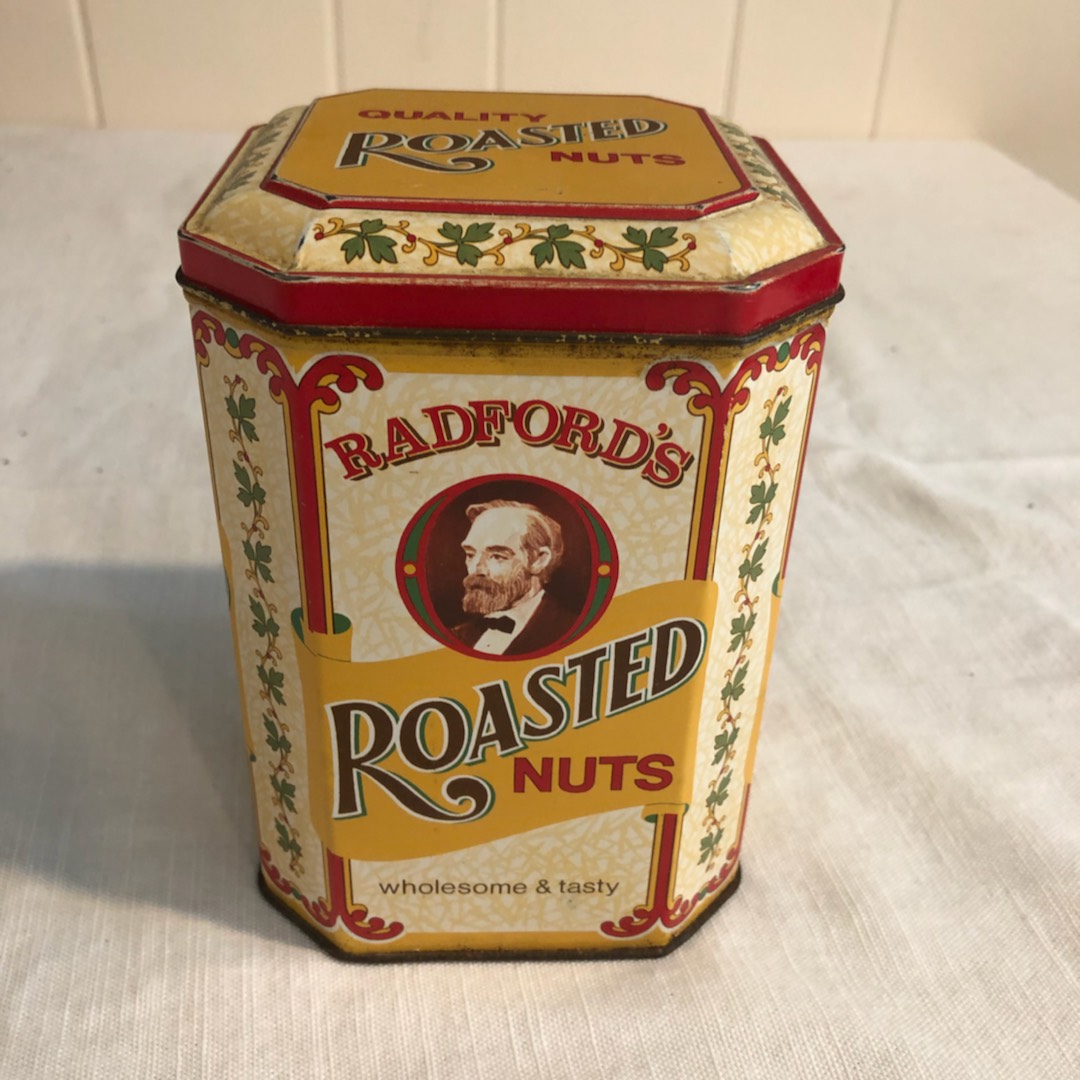 QUALITY
ROASTED
NUTS
RADFORD'S
ROASTED
NUTS
wholesome & tasty